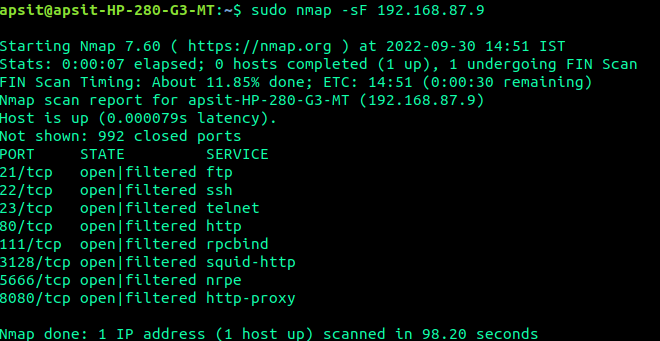 apsit@apsit-HP-280-G3-MT:~$ sudo nmap -sF 192.168.87.9
Starting Nmap 7.60 ( https://nmap.org ) at 2022-09-30 14:51 IST
Stats: 0:00:07 elapsed; 0 hosts completed (1 up), 1 undergoing FIN Scan
FIN Scan Timing: About 11.85% done; ETC: 14:51 (0:00:30 remaining)
Nmap scan report for apsit-HP-280-G3-MT (192.168.87.9)
Host is up (0.000079s latency).
Not shown: 992 closed ports
PORT     STATE         SERVICE
21/tcp   open|filtered ftp
22/tcp   open|filtered ssh
23/tcp   open|filtered telnet
80/tcp   open|filtered http
111/tcp  open|filtered rpcbind
3128/tcp open|filtered squid-http
5666/tcp open|filtered nrpe
8080/tcp open|filtered http-proxy
Nmap done: 1 IP address (1 host up) scanned in 98.20 seconds